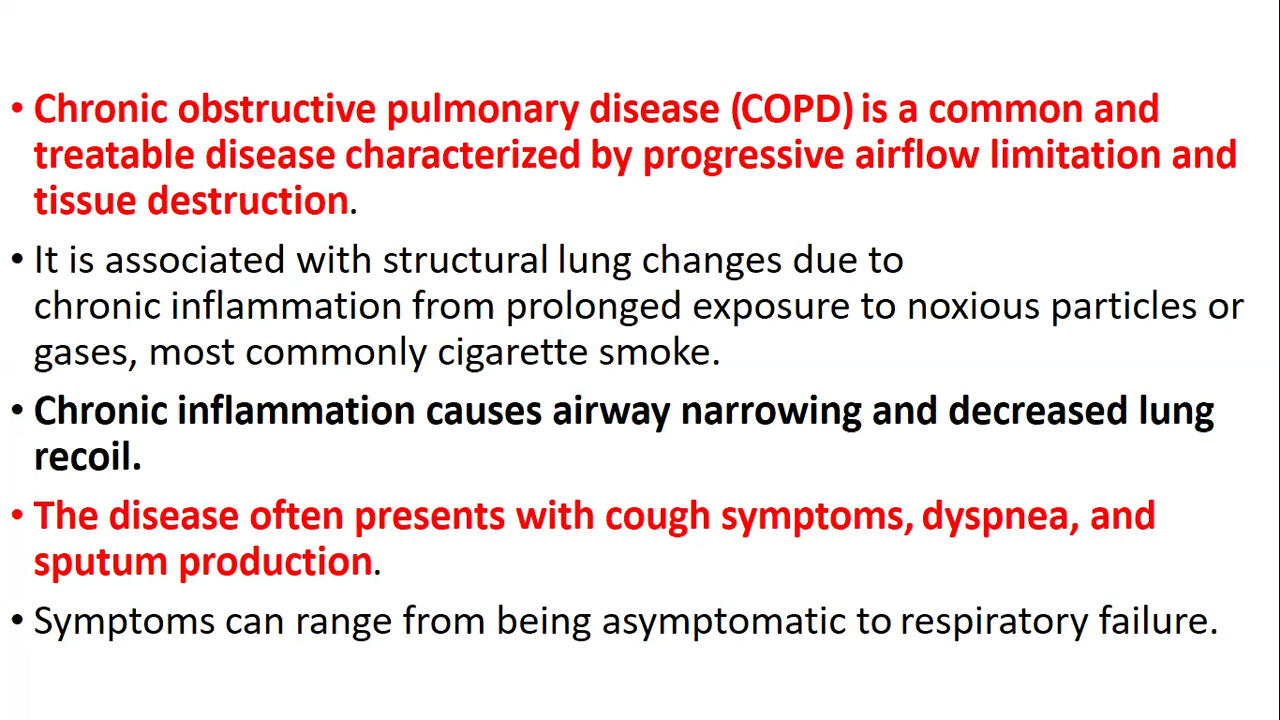 • Chronic obstructive pulmonary disease (COPD) is a common and
treatable disease characterized by progressive airflow limitation and
tissue destruction.
• It is associated with structural lung changes due to
chronic inflammation from prolonged exposure to noxious particles or
gases, most commonly cigarette smoke.
• Chronic inflammation causes airway narrowing and decreased lung
recoil.
• The disease often presents with cough symptoms, dyspnea, and
sputum production.
• Symptoms can range from being asymptomatic to respiratory failure.